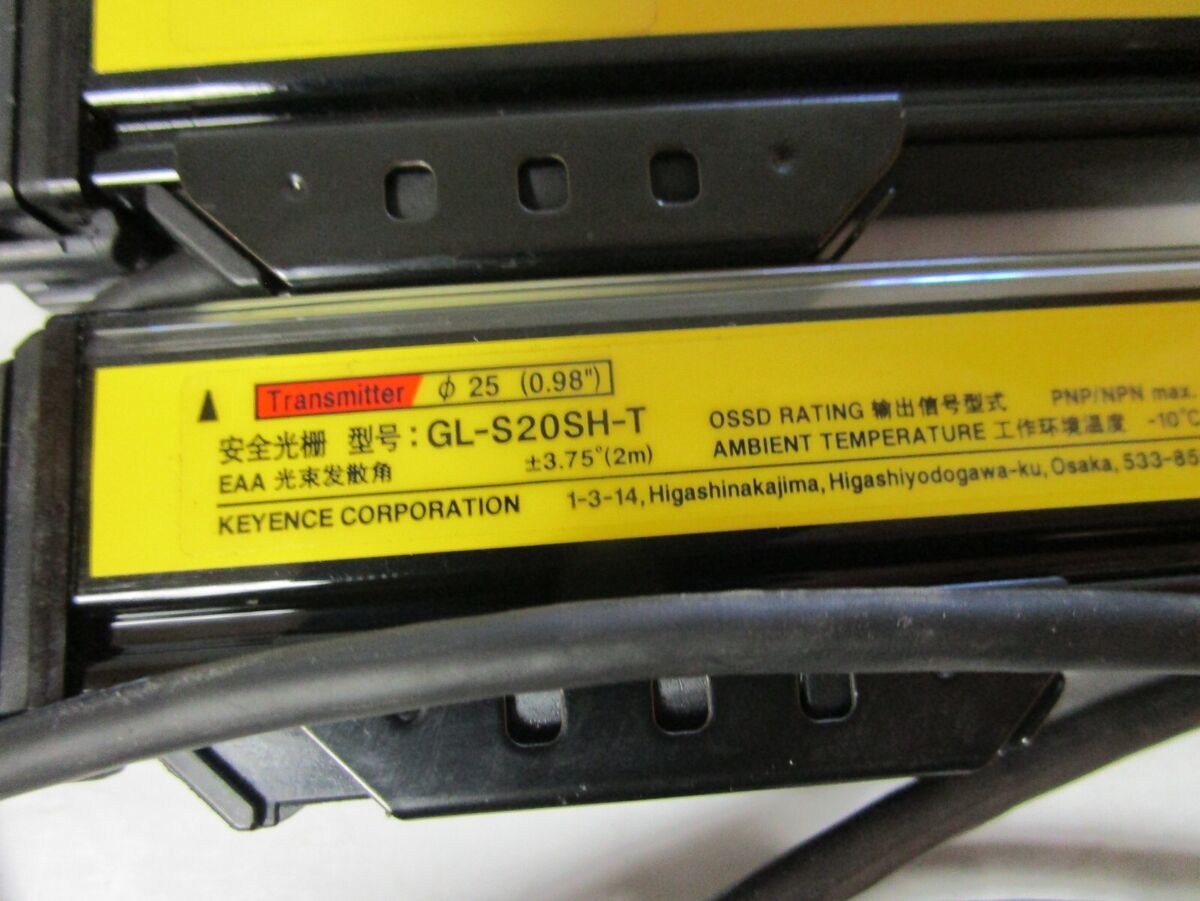 Transmitter φ 25 (0.98")
安全光栅 型号: GL-S20SH-T
EAA 光束发散角 ±3.75°(2m)
OSSD RATING 输出信号型式 PNP/NPN max.
AMBIENT TEMPERATURE 工作环境温度 -10°C
KEYENCE CORPORATION 1-3-14, Higashinakajima, Higashiyodogawa-ku, Osaka, 533-85